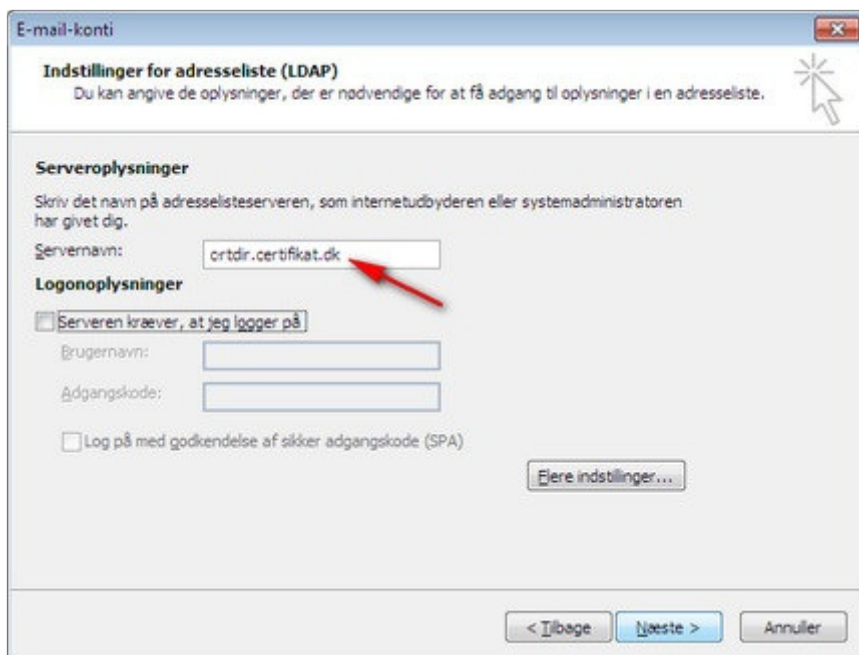 E-mail-konti
Indstillinger for adresseliste (LDAP)
Du kan angive de oplysninger, der er nødvendige for at få adgang til oplysninger i en adresseliste.
Serveroplysninger
Skriv det navn på adresselisteserveren, som internetudbyderen eller systemadministratoren
har givet dig.
Servernavn:
crtdir.certifikat.dk
Logonoplysninger
Serveren kræver, at jeg logger på
Brugernavn:
Adgangskode:
Log på med godkendelse af sikker adgangskode (SPA)
Flere indstillinger...
< Tilbage
Næste >
Annuller